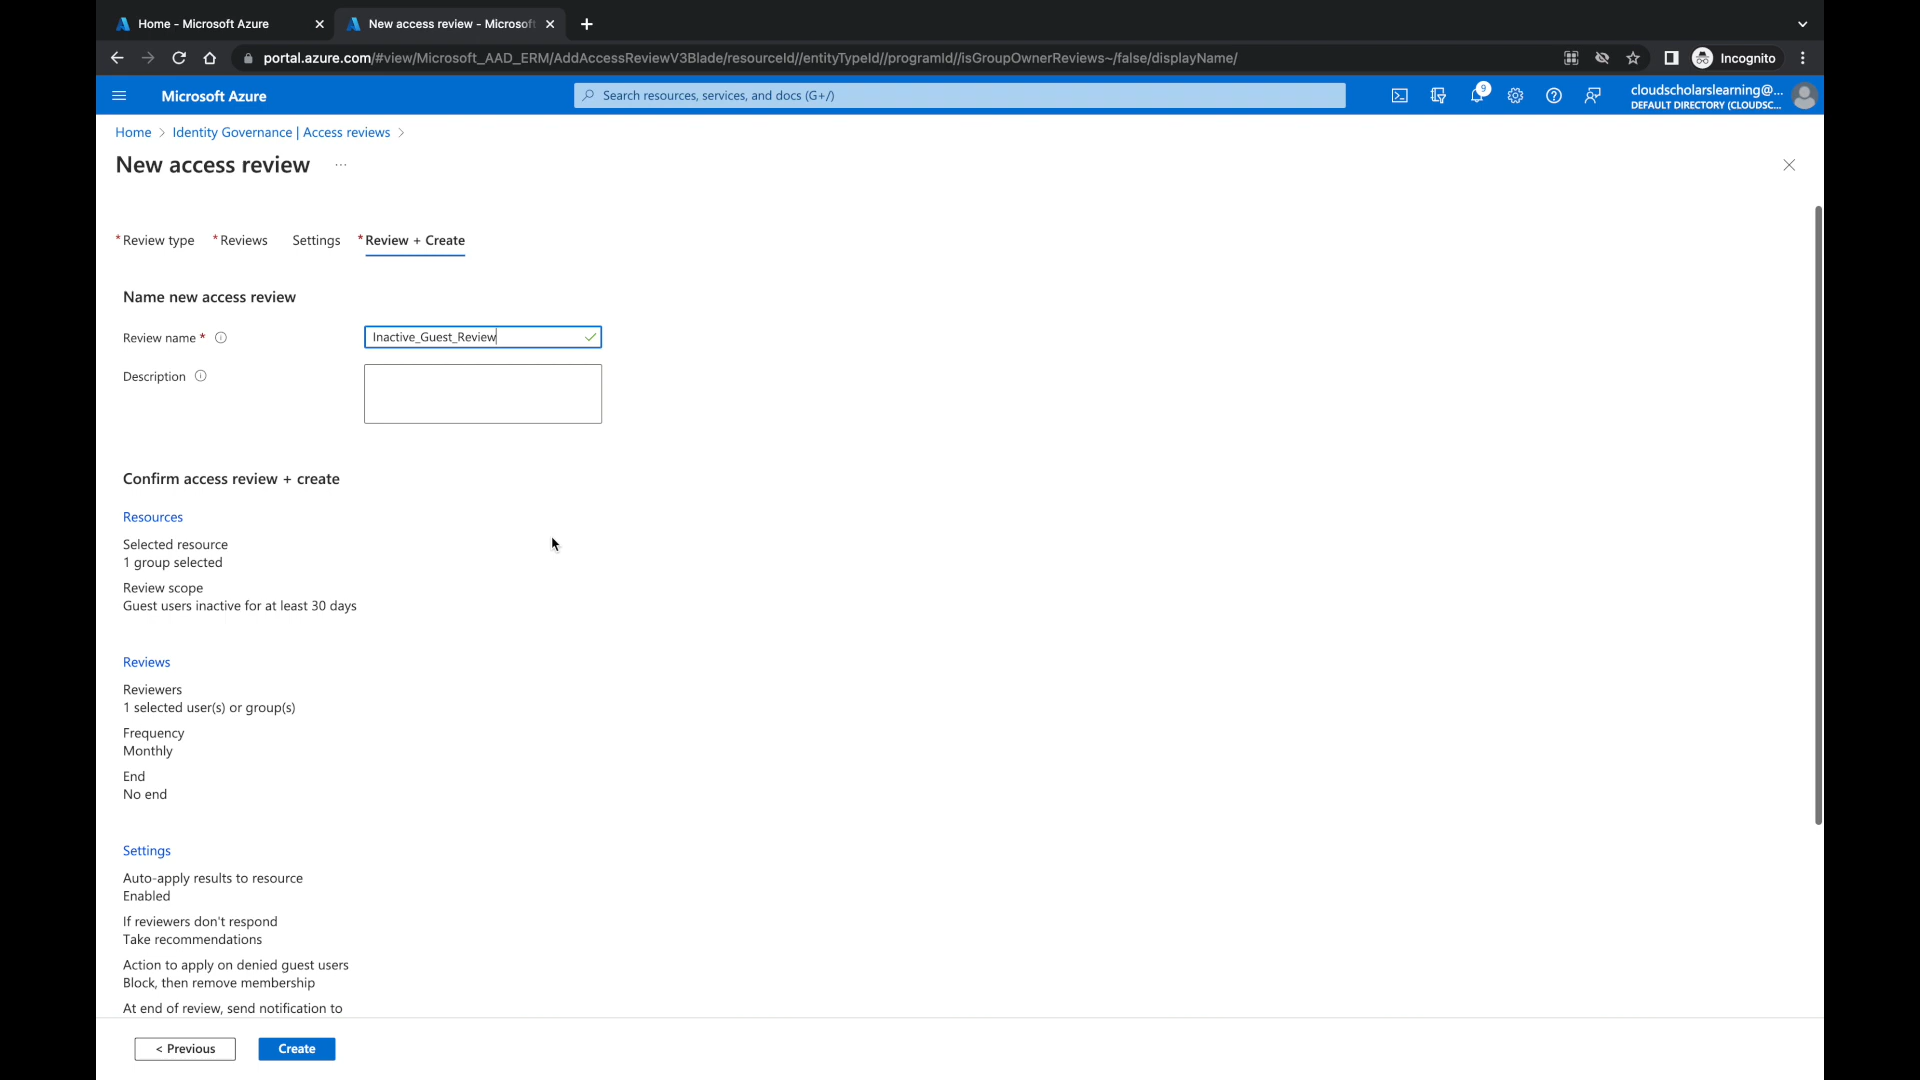 Home - Microsoft Azure
New access review - Microsoft
portal.azure.com/#view/Microsoft_AAD_ERM/AddAccessReviewV3Blade/resourceId//entityTypeId//programId//isGroupOwnerReviews~/false/displayName/
Incognito
Microsoft Azure
Search resources, services, and docs (G+/)
9
cloudscholarslearning@...
DEFAULT DIRECTORY (CLOUDSC...
Home > Identity Governance | Access reviews >
New access review ...
* Review type * Reviews Settings * Review + Create
Name new access review
Review name *
Inactive_Guest_Review
Description
Confirm access review + create
Resources
Selected resource
1 group selected
Review scope
Guest users inactive for at least 30 days
Reviews
Reviewers
1 selected user(s) or group(s)
Frequency
Monthly
End
No end
Settings
Auto-apply results to resource
Enabled
If reviewers don't respond
Take recommendations
Action to apply on denied guest users
Block, then remove membership
At end of review, send notification to
< Previous
Create